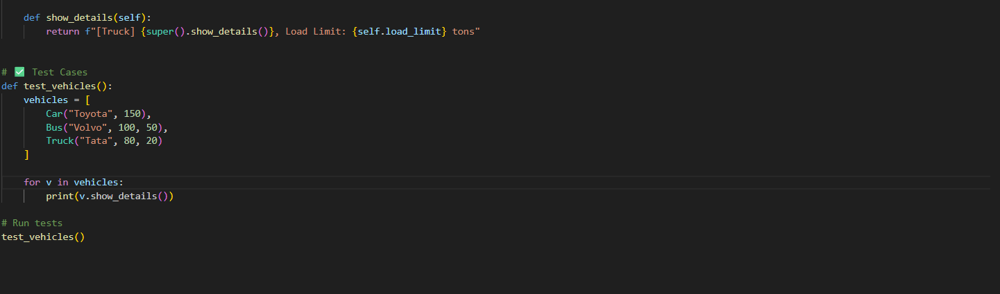 def show_details(self):
        return f"[Truck] {super().show_details()}, Load Limit: {self.load_limit} tons"
# ✅ Test Cases
def test_vehicles():
    vehicles = [
        Car("Toyota", 150),
        Bus("Volvo", 100, 50),
        Truck("Tata", 80, 20)
    ]
    for v in vehicles:
        print(v.show_details())
# Run tests
test_vehicles()